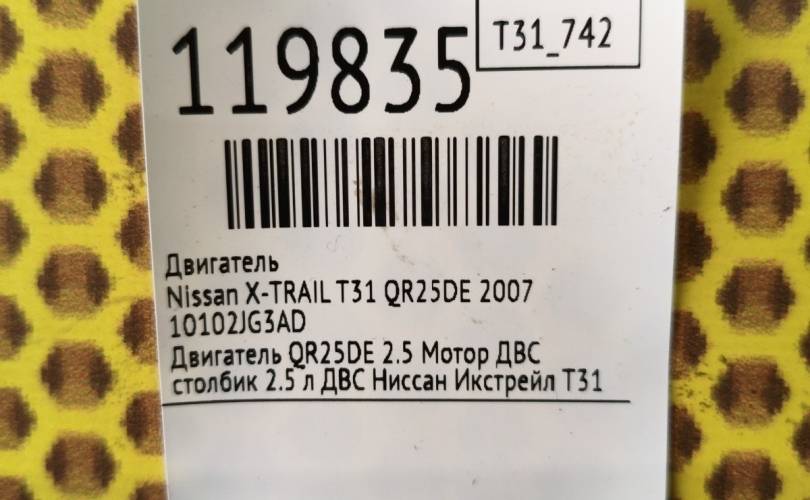 119835
T31_742
Двигатель
Nissan X-TRAIL T31 QR25DE 2007
10102JG3AD
Двигатель QR25DE 2.5 Мотор ДВС
столбик 2.5 л ДВС Ниссан Икстрейл Т31